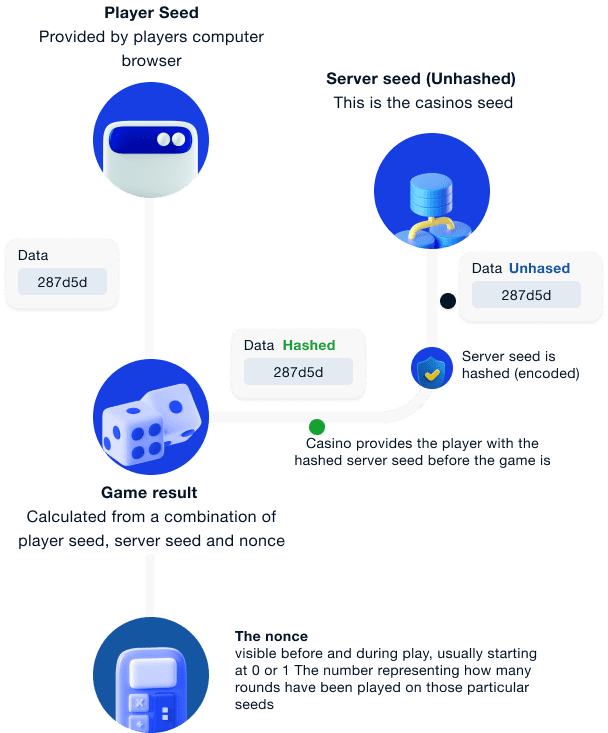 Player Seed
Provided by players computer
browser
Server seed (Unhashed)
This is the casinos seed
Data
287d5d
Data Unhased
287d5d
Data Hashed
287d5d
Server seed is
hashed (encoded)
Casino provides the player with the
hashed server seed before the game is
Game result
Calculated from a combination of
player seed, server seed and nonce
The nonce
visible before and during play, usually starting
at 0 or 1 The number representing how many
rounds have been played on those particular
seeds